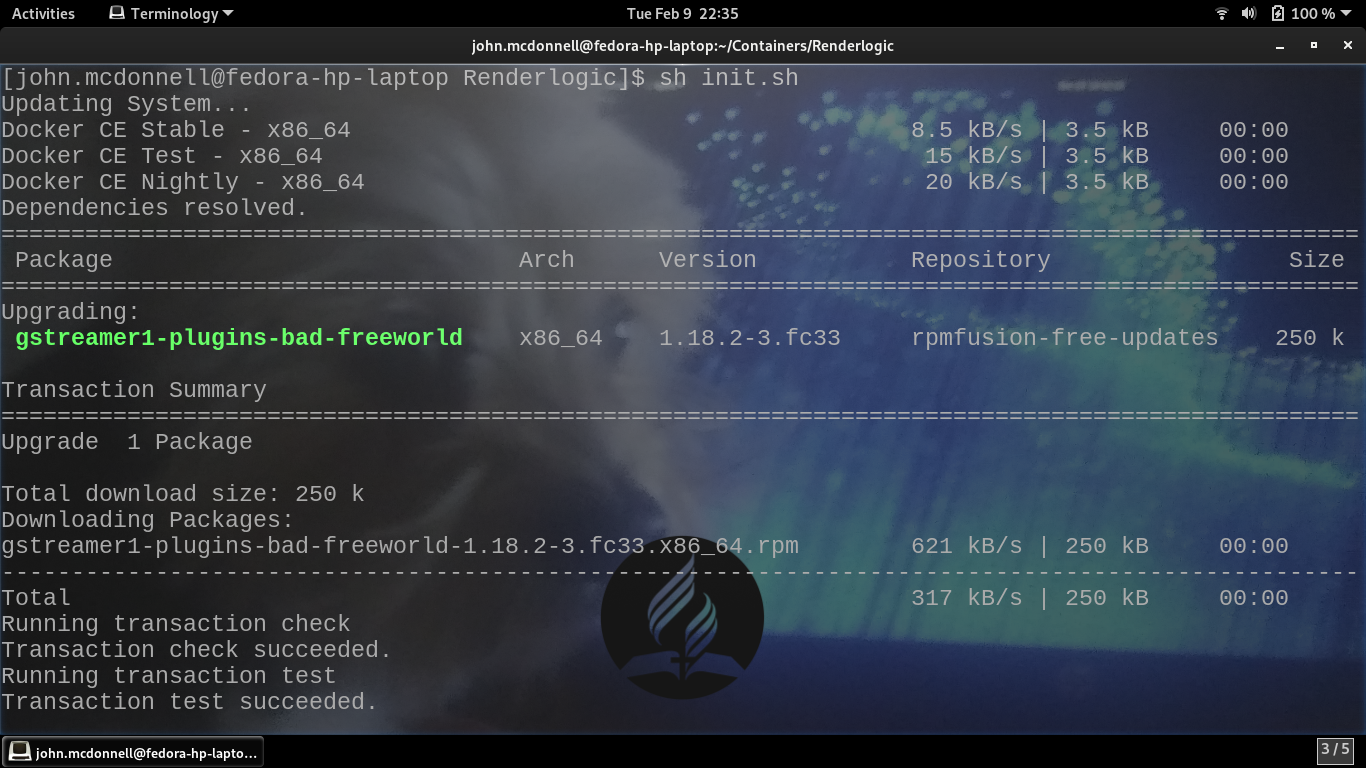 Activities Terminology Tue Feb 9 22:35 100 %
john.mcdonnell@fedora-hp-laptop:~/Containers/Renderlogic
[john.mcdonnell@fedora-hp-laptop Renderlogic]$ sh init.sh
Updating System...
Docker CE Stable - x86_64 8.5 kB/s | 3.5 kB 00:00
Docker CE Test - x86_64 15 kB/s | 3.5 kB 00:00
Docker CE Nightly - x86_64 20 kB/s | 3.5 kB 00:00
Dependencies resolved.
=================================================================================================
Package Arch Version Repository Size
=================================================================================================
Upgrading:
gstreamer1-plugins-bad-freeworld x86_64 1.18.2-3.fc33 rpmfusion-free-updates 250 k
Transaction Summary
=================================================================================================
Upgrade 1 Package
Total download size: 250 k
Downloading Packages:
gstreamer1-plugins-bad-freeworld-1.18.2-3.fc33.x86_64.rpm 621 kB/s | 250 kB 00:00
-------------------------------------------------------------------------------------------------
Total 317 kB/s | 250 kB 00:00
Running transaction check
Transaction check succeeded.
Running transaction test
Transaction test succeeded.
john.mcdonnell@fedora-hp-lapto... 3 / 5